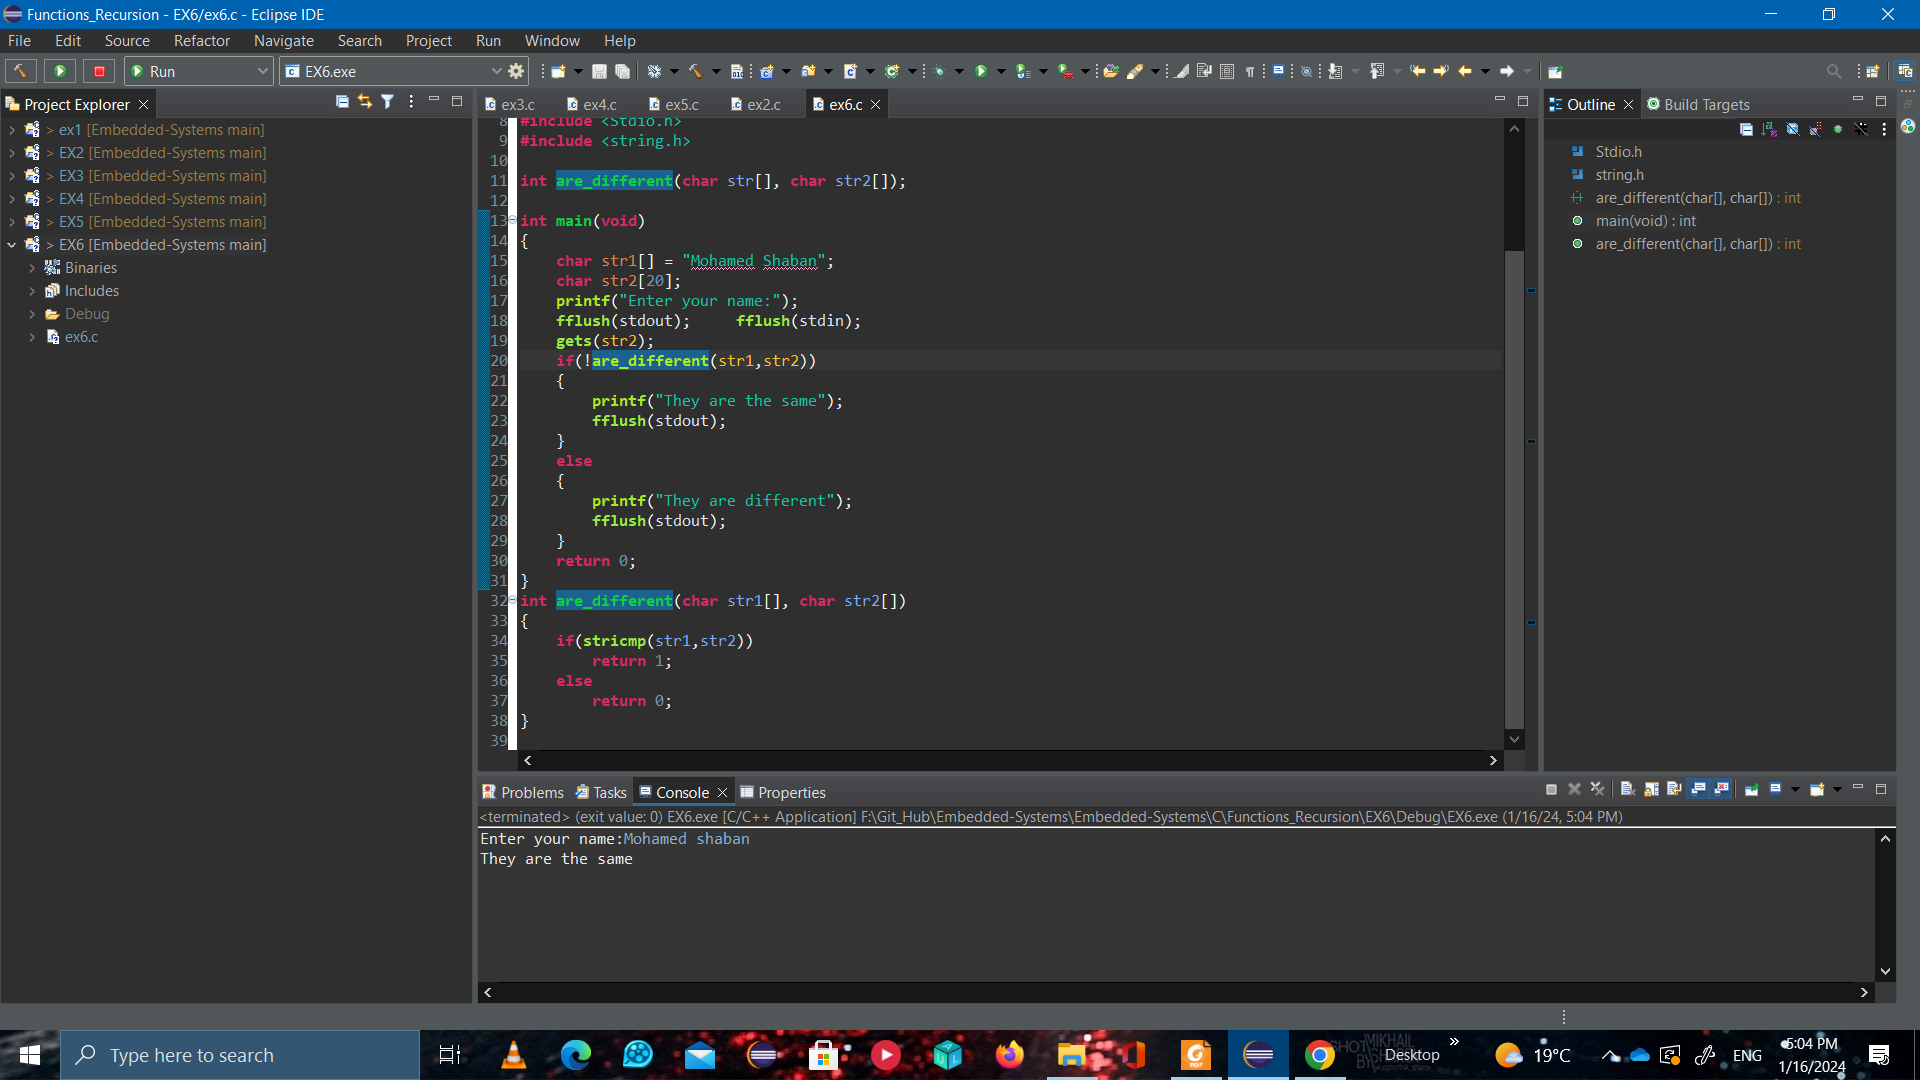 Functions_Recursion - EX6/ex6.c - Eclipse IDE
File Edit Source Refactor Navigate Search Project Run Window Help
Run
EX6.exe
Project Explorer
> ex1 [Embedded-Systems main]
> EX2 [Embedded-Systems main]
> EX3 [Embedded-Systems main]
> EX4 [Embedded-Systems main]
> EX5 [Embedded-Systems main]
> EX6 [Embedded-Systems main]
Binaries
Includes
Debug
ex6.c
ex3.c ex4.c ex5.c ex2.c ex6.c
8 #include <Stdio.h>
9 #include <string.h>
10
11 int are_different(char str[], char str2[]);
12
13 int main(void)
14 {
15 char str1[] = "Mohamed Shaban";
16 char str2[20];
17 printf("Enter your name:");
18 fflush(stdout); fflush(stdin);
19 gets(str2);
20 if(!are_different(str1,str2))
21 {
22 printf("They are the same");
23 fflush(stdout);
24 }
25 else
26 {
27 printf("They are different");
28 fflush(stdout);
29 }
30 return 0;
31 }
32 int are_different(char str1[], char str2[])
33 {
34 if(stricmp(str1,str2))
35 return 1;
36 else
37 return 0;
38 }
39
Outline Build Targets
Stdio.h
string.h
are_different(char[], char[]) : int
main(void) : int
are_different(char[], char[]) : int
Problems Tasks Console Properties
<terminated> (exit value: 0) EX6.exe [C/C++ Application] F:\Git_Hub\Embedded-Systems\Embedded-Systems\C\Functions_Recursion\EX6\Debug\EX6.exe (1/16/24, 5:04 PM)
Enter your name:Mohamed shaban
They are the same
Type here to search
Desktop
19°C
ENG
5:04 PM
1/16/2024